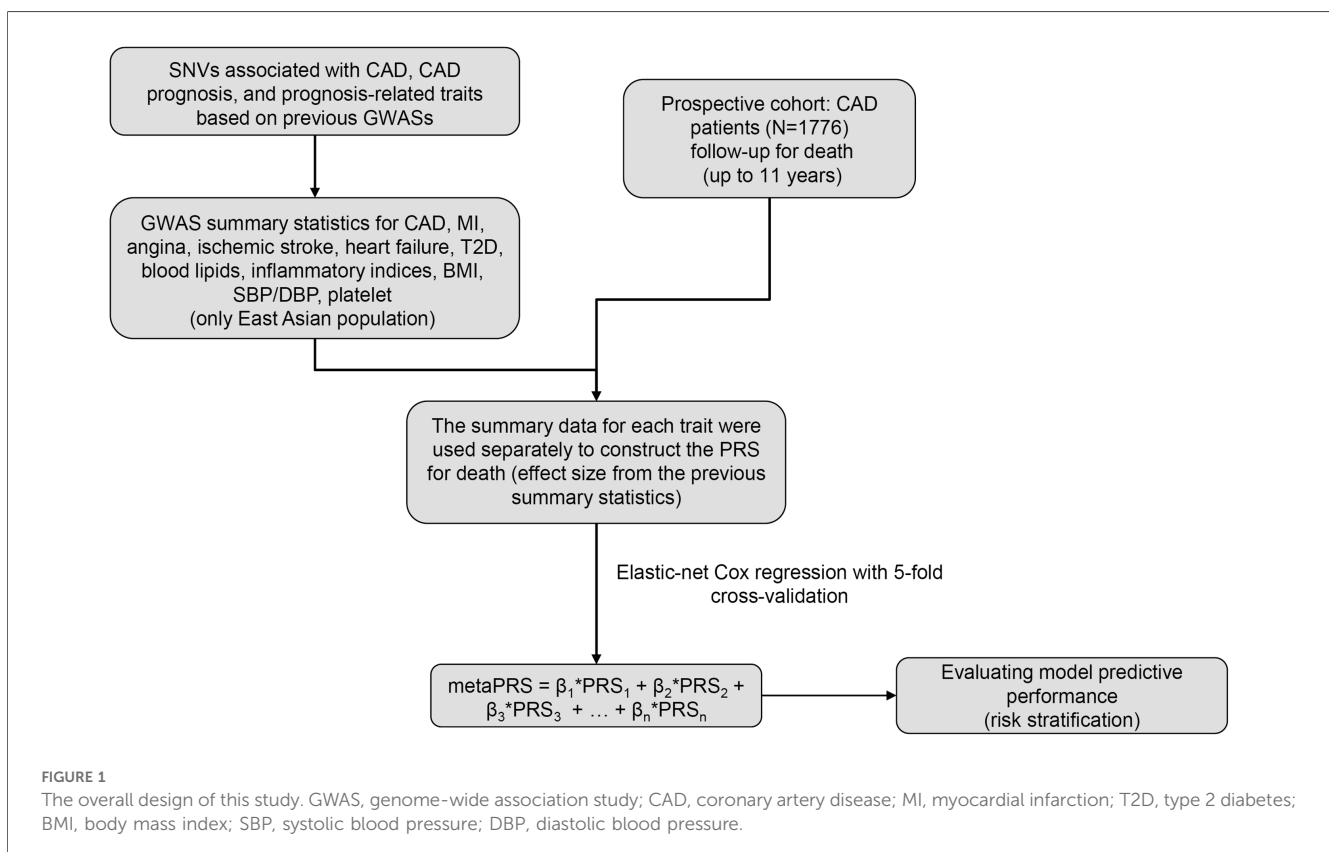 SNVs associated with CAD, CAD
prognosis, and prognosis-related traits
based on previous GWASs
Prospective cohort: CAD
patients (N=1776)
follow-up for death
(up to 11 years)
GWAS summary statistics for CAD, MI,
angina, ischemic stroke, heart failure, T2D,
blood lipids, inflammatory indices, BMI,
SBP/DBP, platelet
(only East Asian population)
The summary data for each trait were
used separately to construct the PRS
for death (effect size from the previous
summary statistics)
Elastic-net Cox regression with 5-fold
cross-validation
metaPRS = β₁*PRS₁ + β₂*PRS₂ +
β₃*PRS₃ + … + βₙ*PRSₙ
Evaluating model predictive
performance
(risk stratification)
FIGURE 1
The overall design of this study. GWAS, genome-wide association study; CAD, coronary artery disease; MI, myocardial infarction; T2D, type 2 diabetes;
BMI, body mass index; SBP, systolic blood pressure; DBP, diastolic blood pressure.